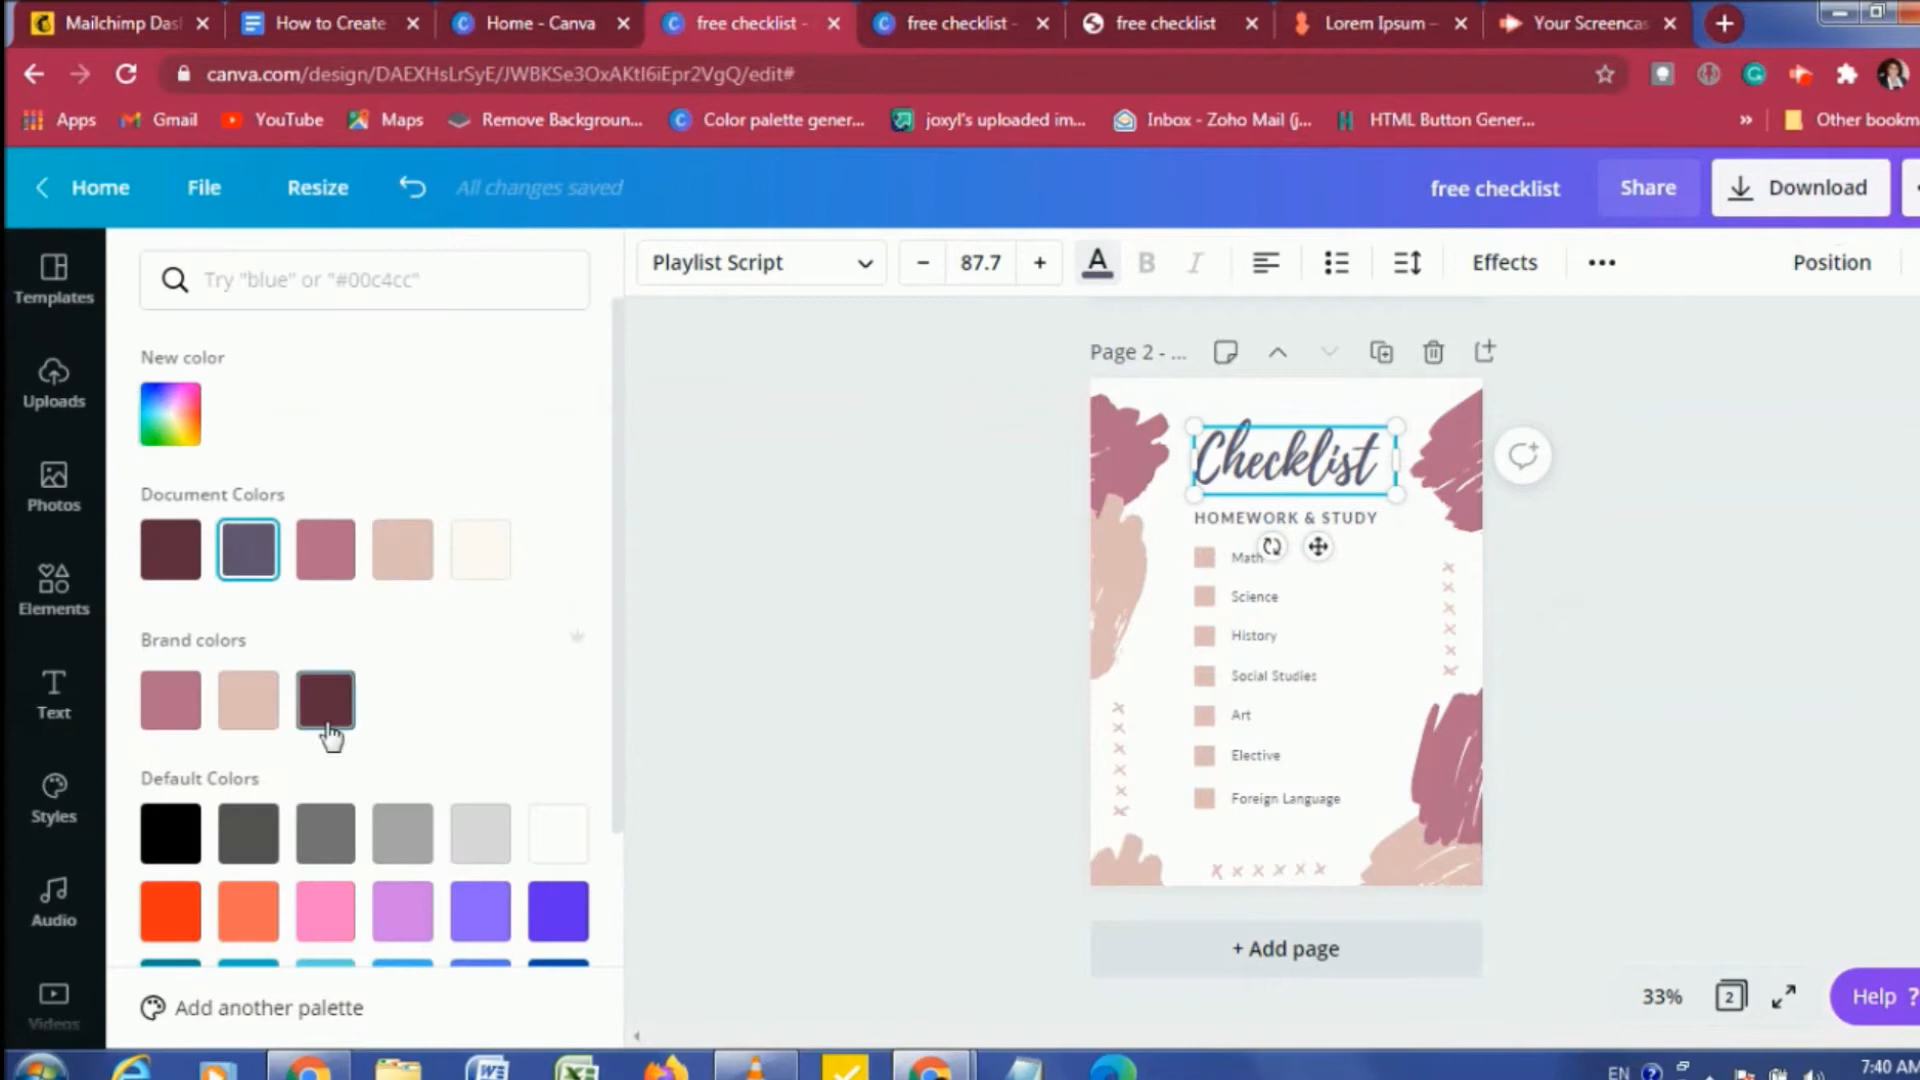 Mailchimp Das
How to Create
Home - Canva
free checklist -
free checklist -
free checklist
Lorem Ipsum –
Your Screencas
canva.com/design/DAEXHsLrSyE/JWBKSe3OxAKtI6iEpr2VgQ/edit#
Apps
Gmail
YouTube
Maps
Remove Backgroun...
Color palette gener...
joxyl's uploaded im...
Inbox - Zoho Mail (j...
HTML Button Gener...
»
Other bookm
Home
File
Resize
All changes saved
free checklist
Share
Download
Templates
Uploads
Photos
Elements
Text
Styles
Audio
Videos
Try "blue" or "#00c4cc"
New color
Document Colors
Brand colors
Default Colors
Add another palette
Playlist Script
– 87.7 +
A B I
Effects
Position
Page 2 - ...
Checklist
HOMEWORK & STUDY
Math
Science
History
Social Studies
Art
Elective
Foreign Language
+ Add page
33%
2
Help ?
EN
7:40 AM